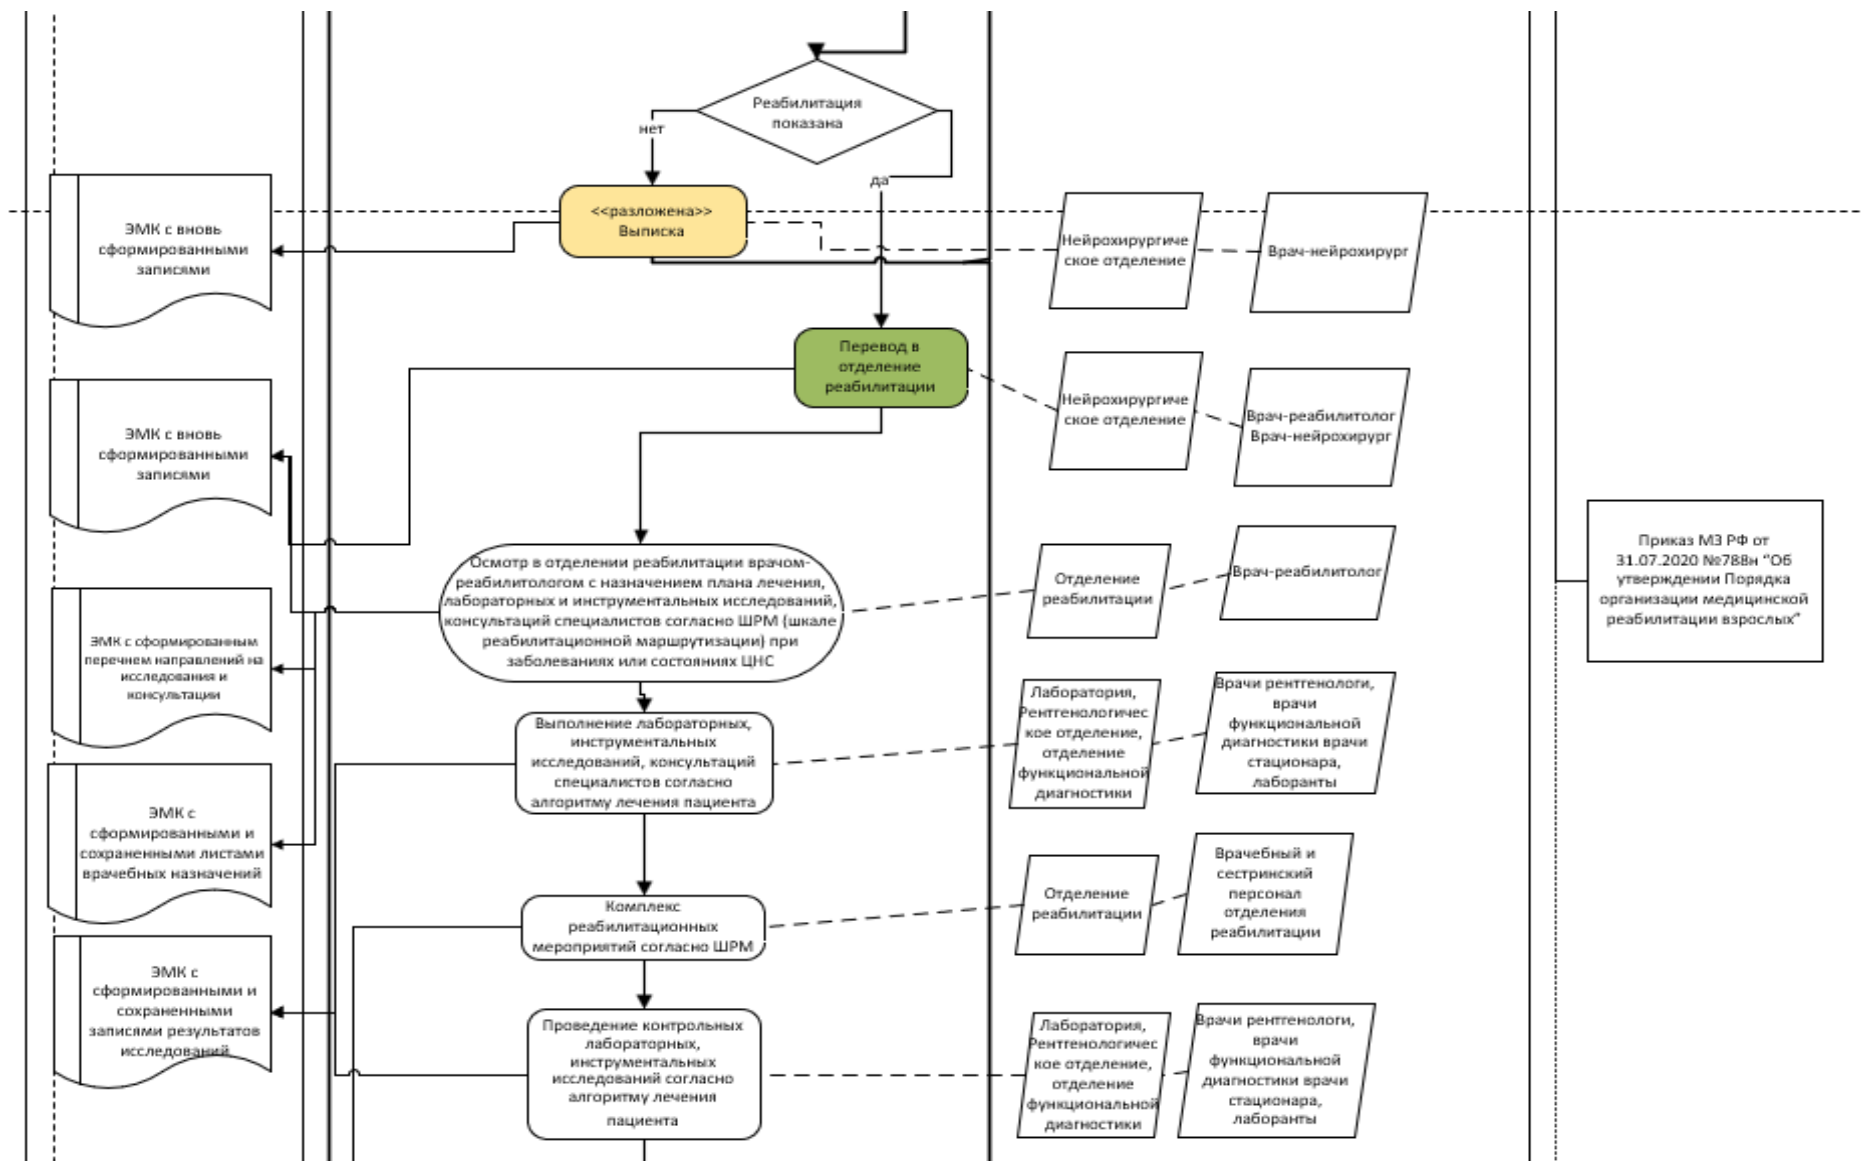 Реабилитация
показана
нет
да
ЭМК с вновь
сформированными
записями
<<разложена>>
Выписка
Нейрохирургиче
ское отделение
Врач-нейрохирург
Перевод в
отделение
реабилитации
Нейрохирургиче
ское отделение
Врач-реабилитолог
Врач-нейрохирург
ЭМК с вновь
сформированными
записями
Осмотр в отделении реабилитации врачом-
реабилитологом с назначением плана лечения,
лабораторных и инструментальных исследований,
консультаций специалистов согласно ШРМ (шкале
реабилитационной маршрутизации) при
заболеваниях или состояниях ЦНС
Отделение
реабилитации
Врач-реабилитолог
Приказ МЗ РФ от
31.07.2020 №788н “Об
утверждении Порядка
организации медицинской
реабилитации взрослых”
ЭМК с сформированным
перечнем направлений на
исследования и
консультации
Выполнение лабораторных,
инструментальных
исследований, консультаций
специалистов согласно
алгоритму лечения пациента
Лаборатория,
Рентгенологичес
кое отделение,
отделение
функциональной
диагностики
Врачи рентгенологи,
врачи
функциональной
диагностики врачи
стационара,
лаборанты
ЭМК с
сформированными и
сохраненными листами
врачебных назначений
Комплекс
реабилитационных
мероприятий согласно ШРМ
Отделение
реабилитации
Врачебный и
сестринский
персонал
отделения
реабилитации
ЭМК с
сформированными и
сохраненными
записями результатов
исследований
Проведение контрольных
лабораторных,
инструментальных
исследований согласно
алгоритму лечения
пациента
Лаборатория,
Рентгенологичес
кое отделение,
отделение
функциональной
диагностики
Врачи рентгенологи,
врачи
функциональной
диагностики врачи
стационара,
лаборанты